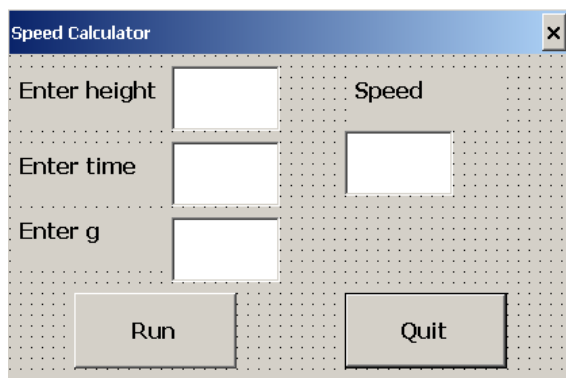 Speed Calculator
Enter height
Speed
Enter time
Enter g
Run
Quit